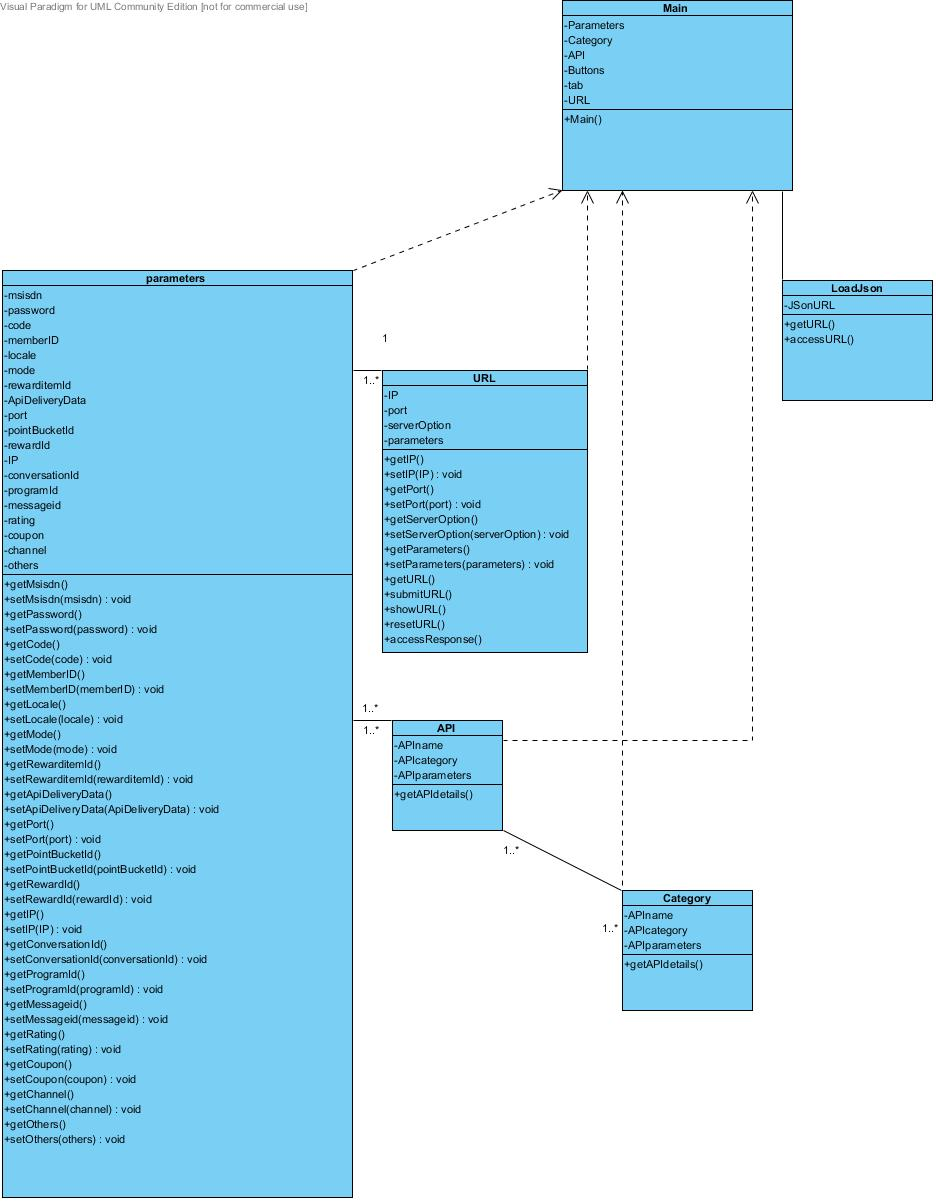 Visual Paradigm for UML Community Edition [not for commercial use]
Main
-Parameters
-Category
-API
-Buttons
-tab
-URL
+Main()
parameters
-msisdn
-password
-code
-memberID
-locale
-mode
-rewarditemId
-ApiDeliveryData
-port
-pointBucketId
-rewardId
-IP
-conversationId
-programId
-messageid
-rating
-coupon
-channel
-others
+getMsisdn()
+setMsisdn(msisdn) : void
+getPassword()
+setPassword(password) : void
+getCode()
+setCode(code) : void
+getMemberID()
+setMemberID(memberID) : void
+getLocale()
+setLocale(locale) : void
+getMode()
+setMode(mode) : void
+getRewarditemId()
+setRewarditemId(rewarditemId) : void
+getApiDeliveryData()
+setApiDeliveryData(ApiDeliveryData) : void
+getPort()
+setPort(port) : void
+getPointBucketId()
+setPointBucketId(pointBucketId) : void
+getRewardId()
+setRewardId(rewardId) : void
+getIP()
+setIP(IP) : void
+getConversationId()
+setConversationId(conversationId) : void
+getProgramId()
+setProgramId(programId) : void
+getMessageid()
+setMessageid(messageid) : void
+getRating()
+setRating(rating) : void
+getCoupon()
+setCoupon(coupon) : void
+getChannel()
+setChannel(channel) : void
+getOthers()
+setOthers(others) : void
1
1..*
URL
-IP
-port
-serverOption
-parameters
+getIP()
+setIP(IP) : void
+getPort()
+setPort(port) : void
+getServerOption()
+setServerOption(serverOption) : void
+getParameters()
+setParameters(parameters) : void
+getURL()
+submitURL()
+showURL()
+resetURL()
+accessResponse()
LoadJson
-JSonURL
+getURL()
+accessURL()
1..*
1..*
API
-APIname
-APIcategory
-APIparameters
+getAPIdetails()
1..*
1..*
Category
-APIname
-APIcategory
-APIparameters
+getAPIdetails()